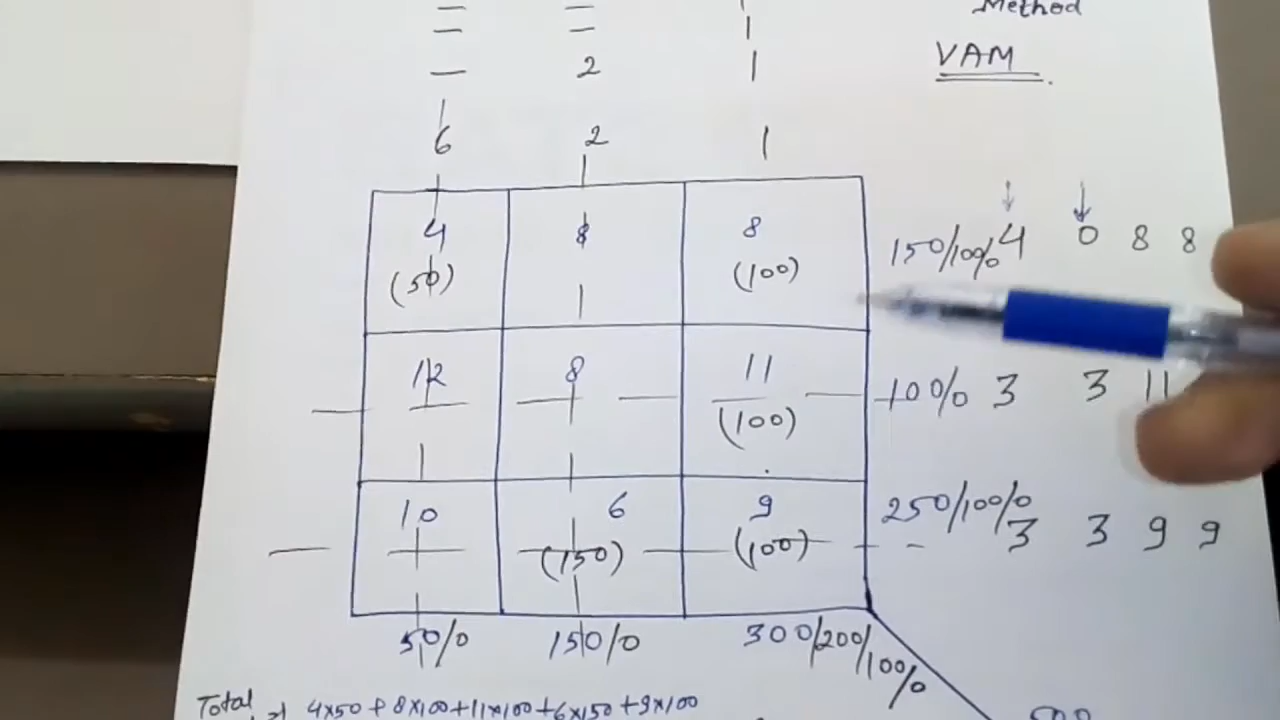 Method
VAM
= = 1
— 2 1
6 2 1
4 8 8 150/100/0 4 0 8 8
(50) (100)
12 8 11 100/0 3 3 11
(100)
10 6 9 250/100/0 3 3 9 9
(150) (100)
50/0 150/0 300/200/100/0
Total
4x50 + 8x100+11x100+6x150+9x100
500